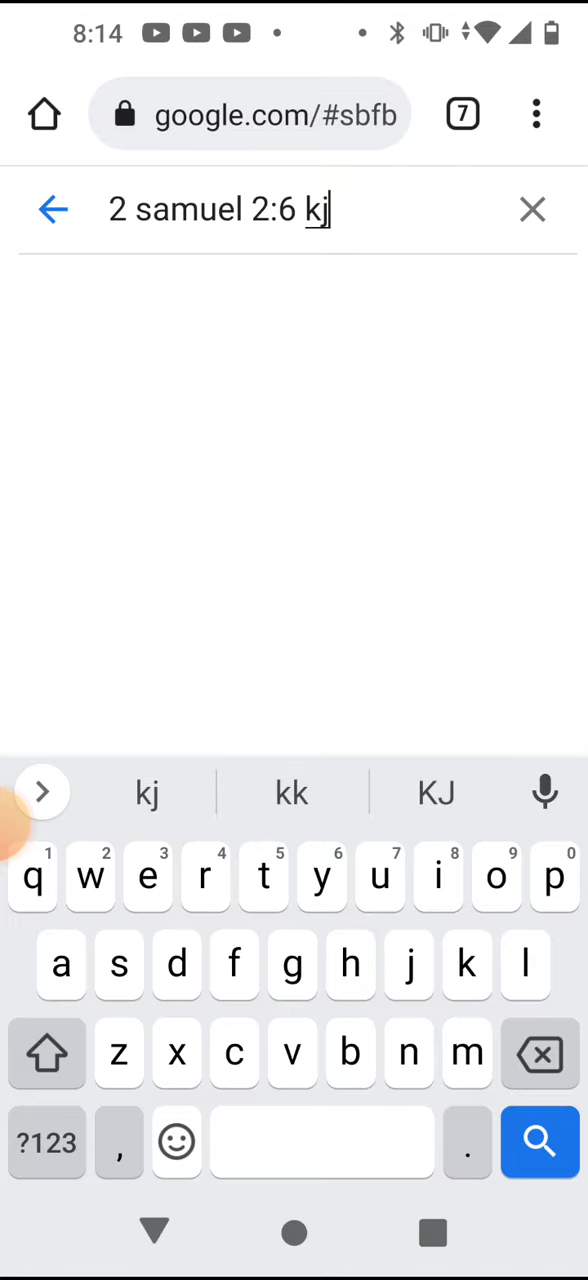 8:14
google.com/#sbfb 7
2 samuel 2:6 kj
kj kk KJ
1 2 3 4 5 6 7 8 9 0
q w e r t y u i o p
a s d f g h j k l
z x c v b n m
?123 , .